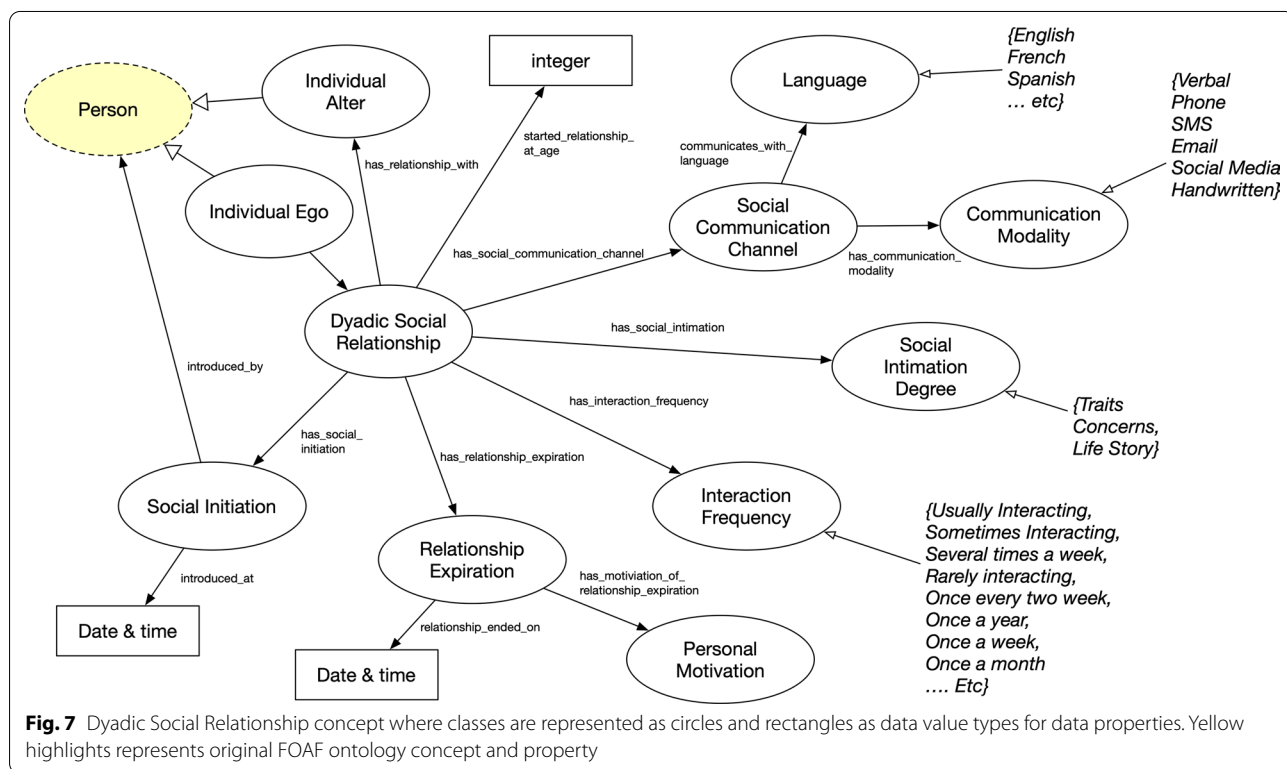 Person
Individual
Alter
integer
Language
{English
French
Spanish
... etc}
{Verbal
Phone
SMS
Email
Social Media
Handwritten}
Individual Ego
has_relationship_with
started_relationship_
at_age
communicates_with_
language
Social
Communication
Channel
Communication
Modality
has_communication_
modality
has_social_communication_channel
Dyadic Social
Relationship
has_social_intimation
Social
Intimation
Degree
{Traits
Concerns,
Life Story}
introduced_by
has_social_
initiation
has_relationship_expiration
has_interaction_frequency
Social Initiation
Interaction
Frequency
{Usually Interacting,
Sometimes Interacting,
Several times a week,
Rarely interacting,
Once every two week,
Once a year,
Once a week,
Once a month
.... Etc}
introduced_at
Date & time
Relationship
Expiration
has_motiviation_of_
relationship_expiration
relationship_ended_on
Date & time
Personal
Motivation
Fig. 7 Dyadic Social Relationship concept where classes are represented as circles and rectangles as data value types for data properties. Yellow
highlights represents original FOAF ontology concept and property